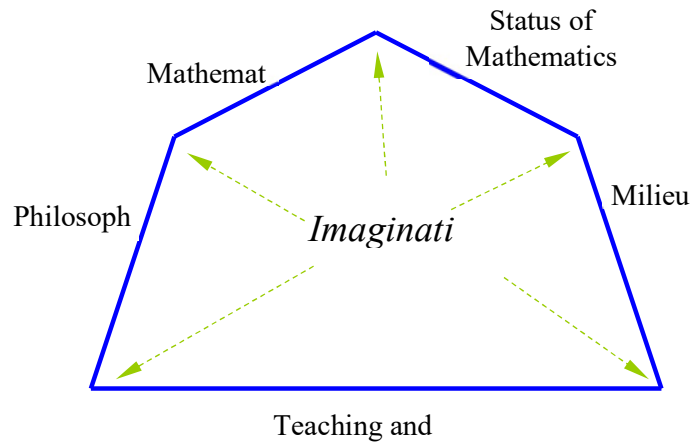 Status of
Mathematics
Mathemat
Philosoph
Milieu
Imaginati
Teaching and